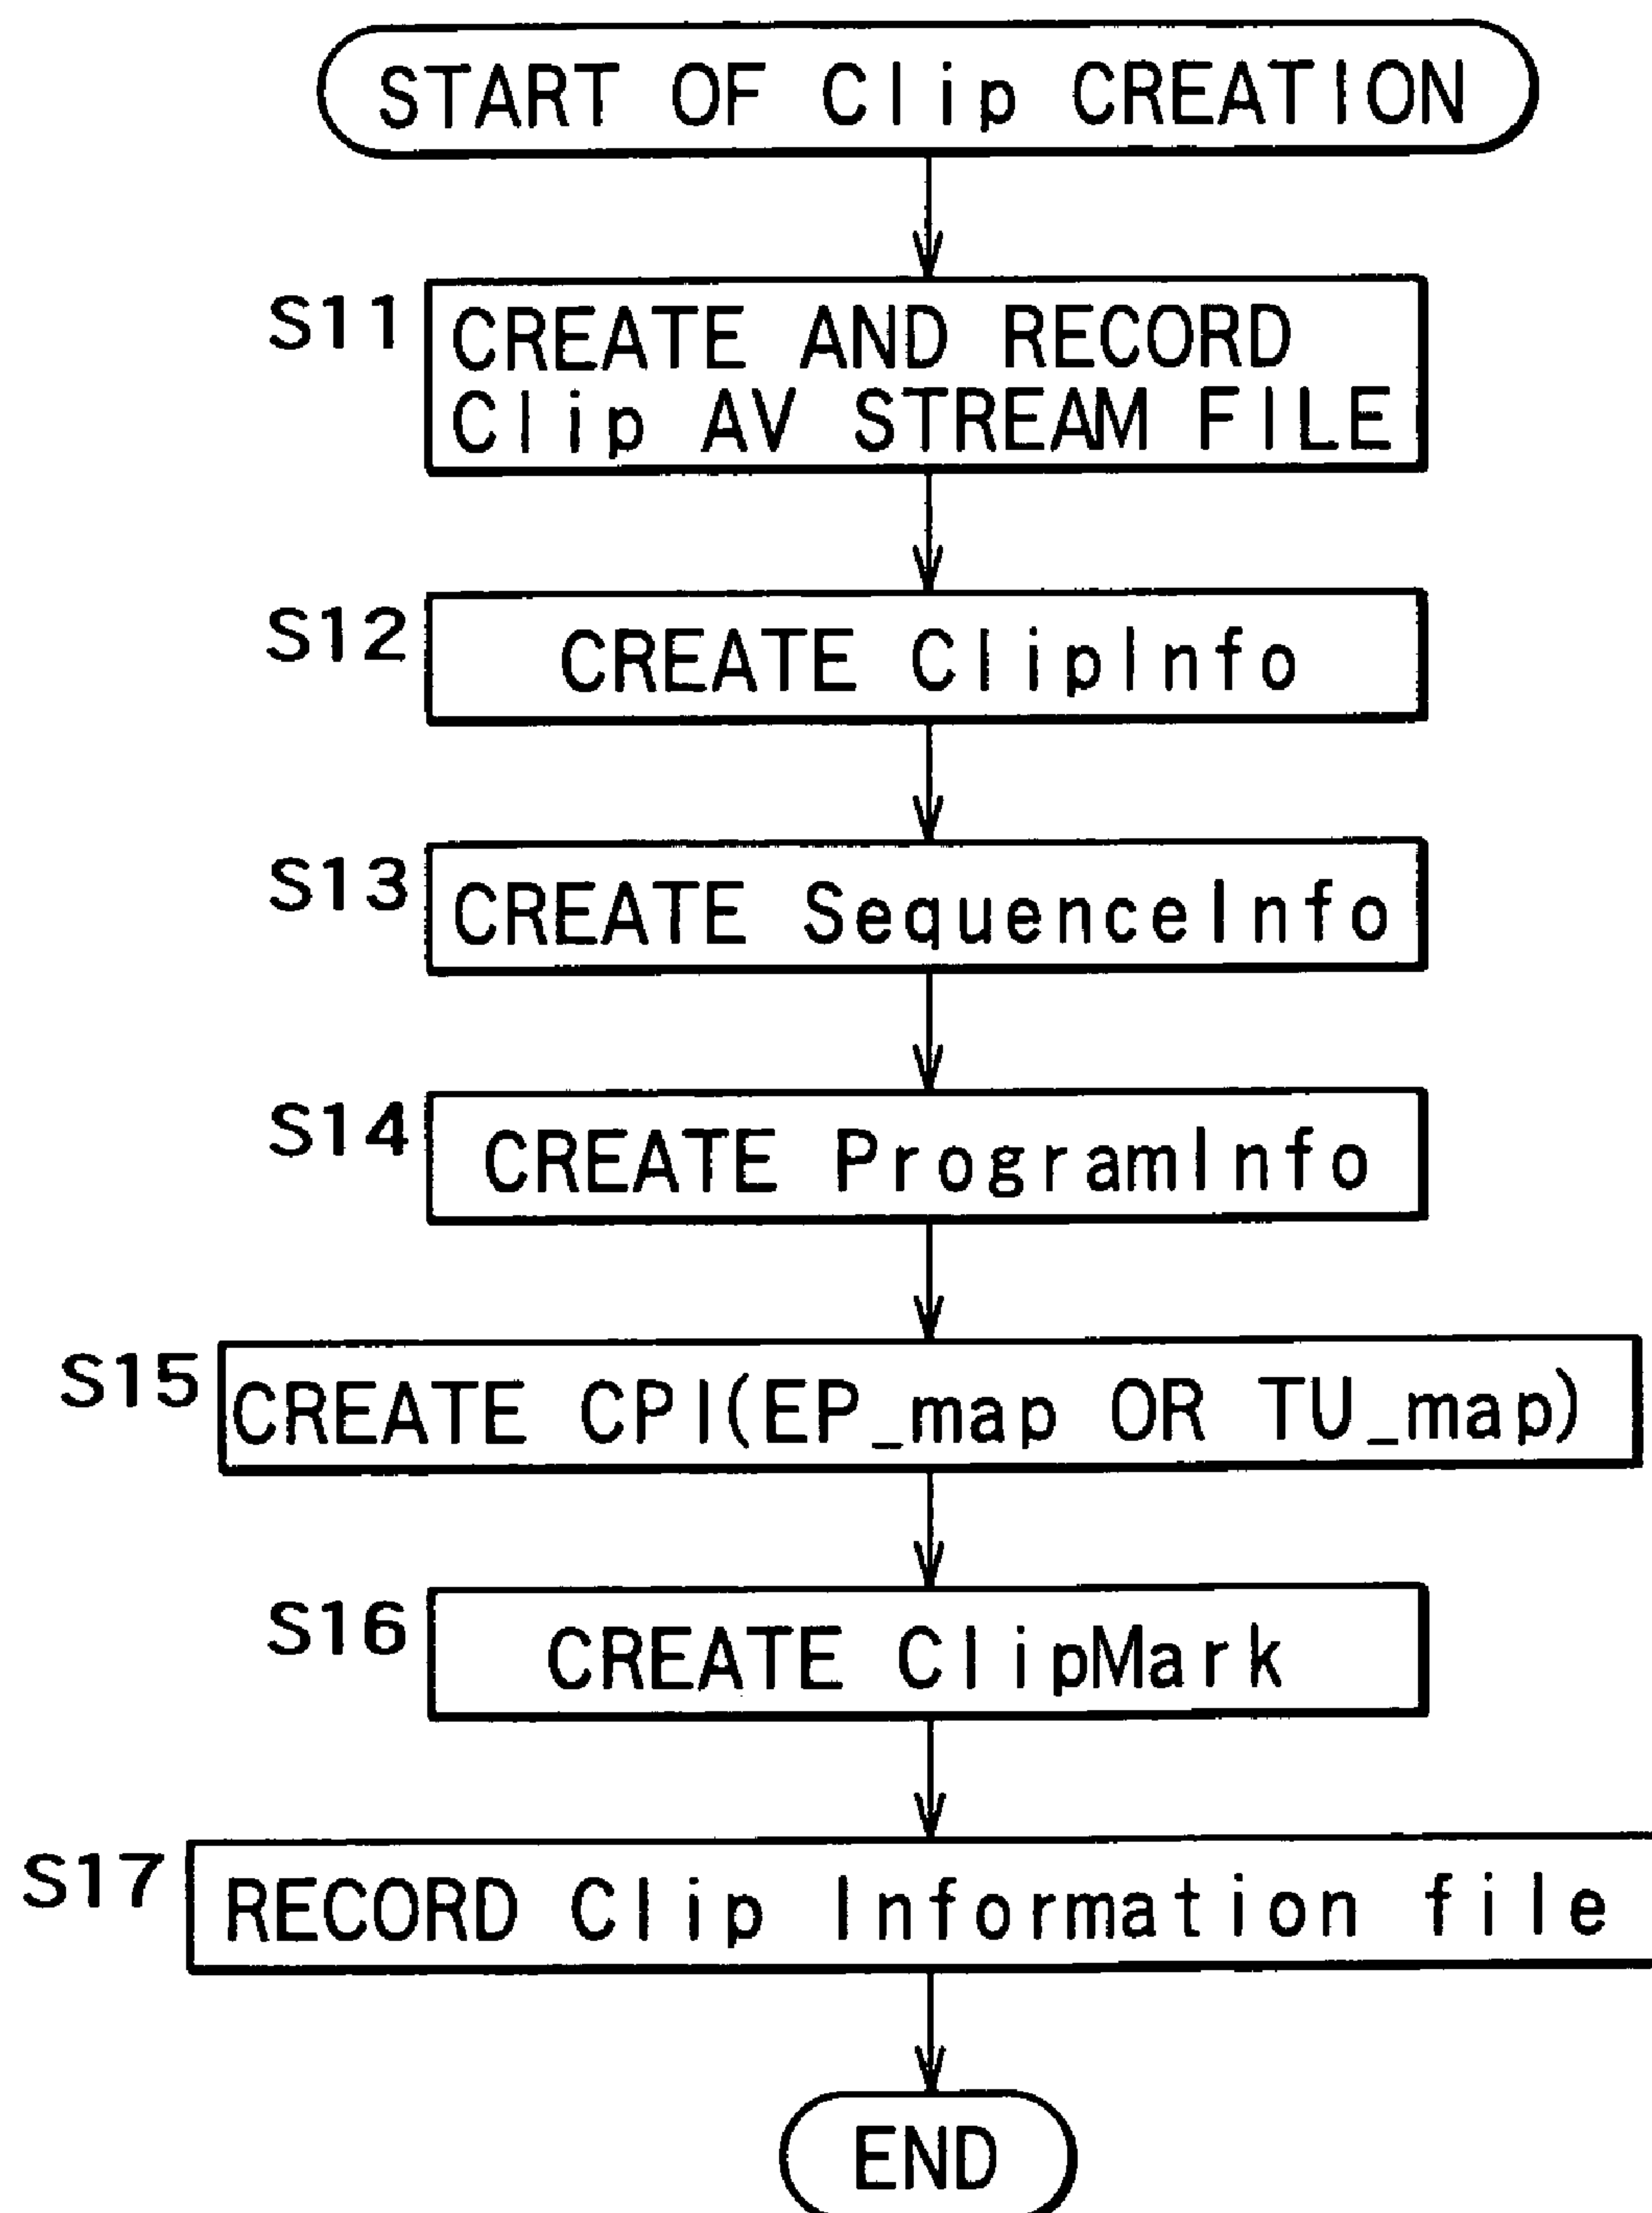 START OF Clip CREATION
S11
CREATE AND RECORD
Clip AV STREAM FILE
S12
CREATE ClipInfo
S13
CREATE SequenceInfo
S14
CREATE ProgramInfo
S15
CREATE CPI(EP_map OR TU_map)
S16
CREATE ClipMark
S17
RECORD Clip Information file
END